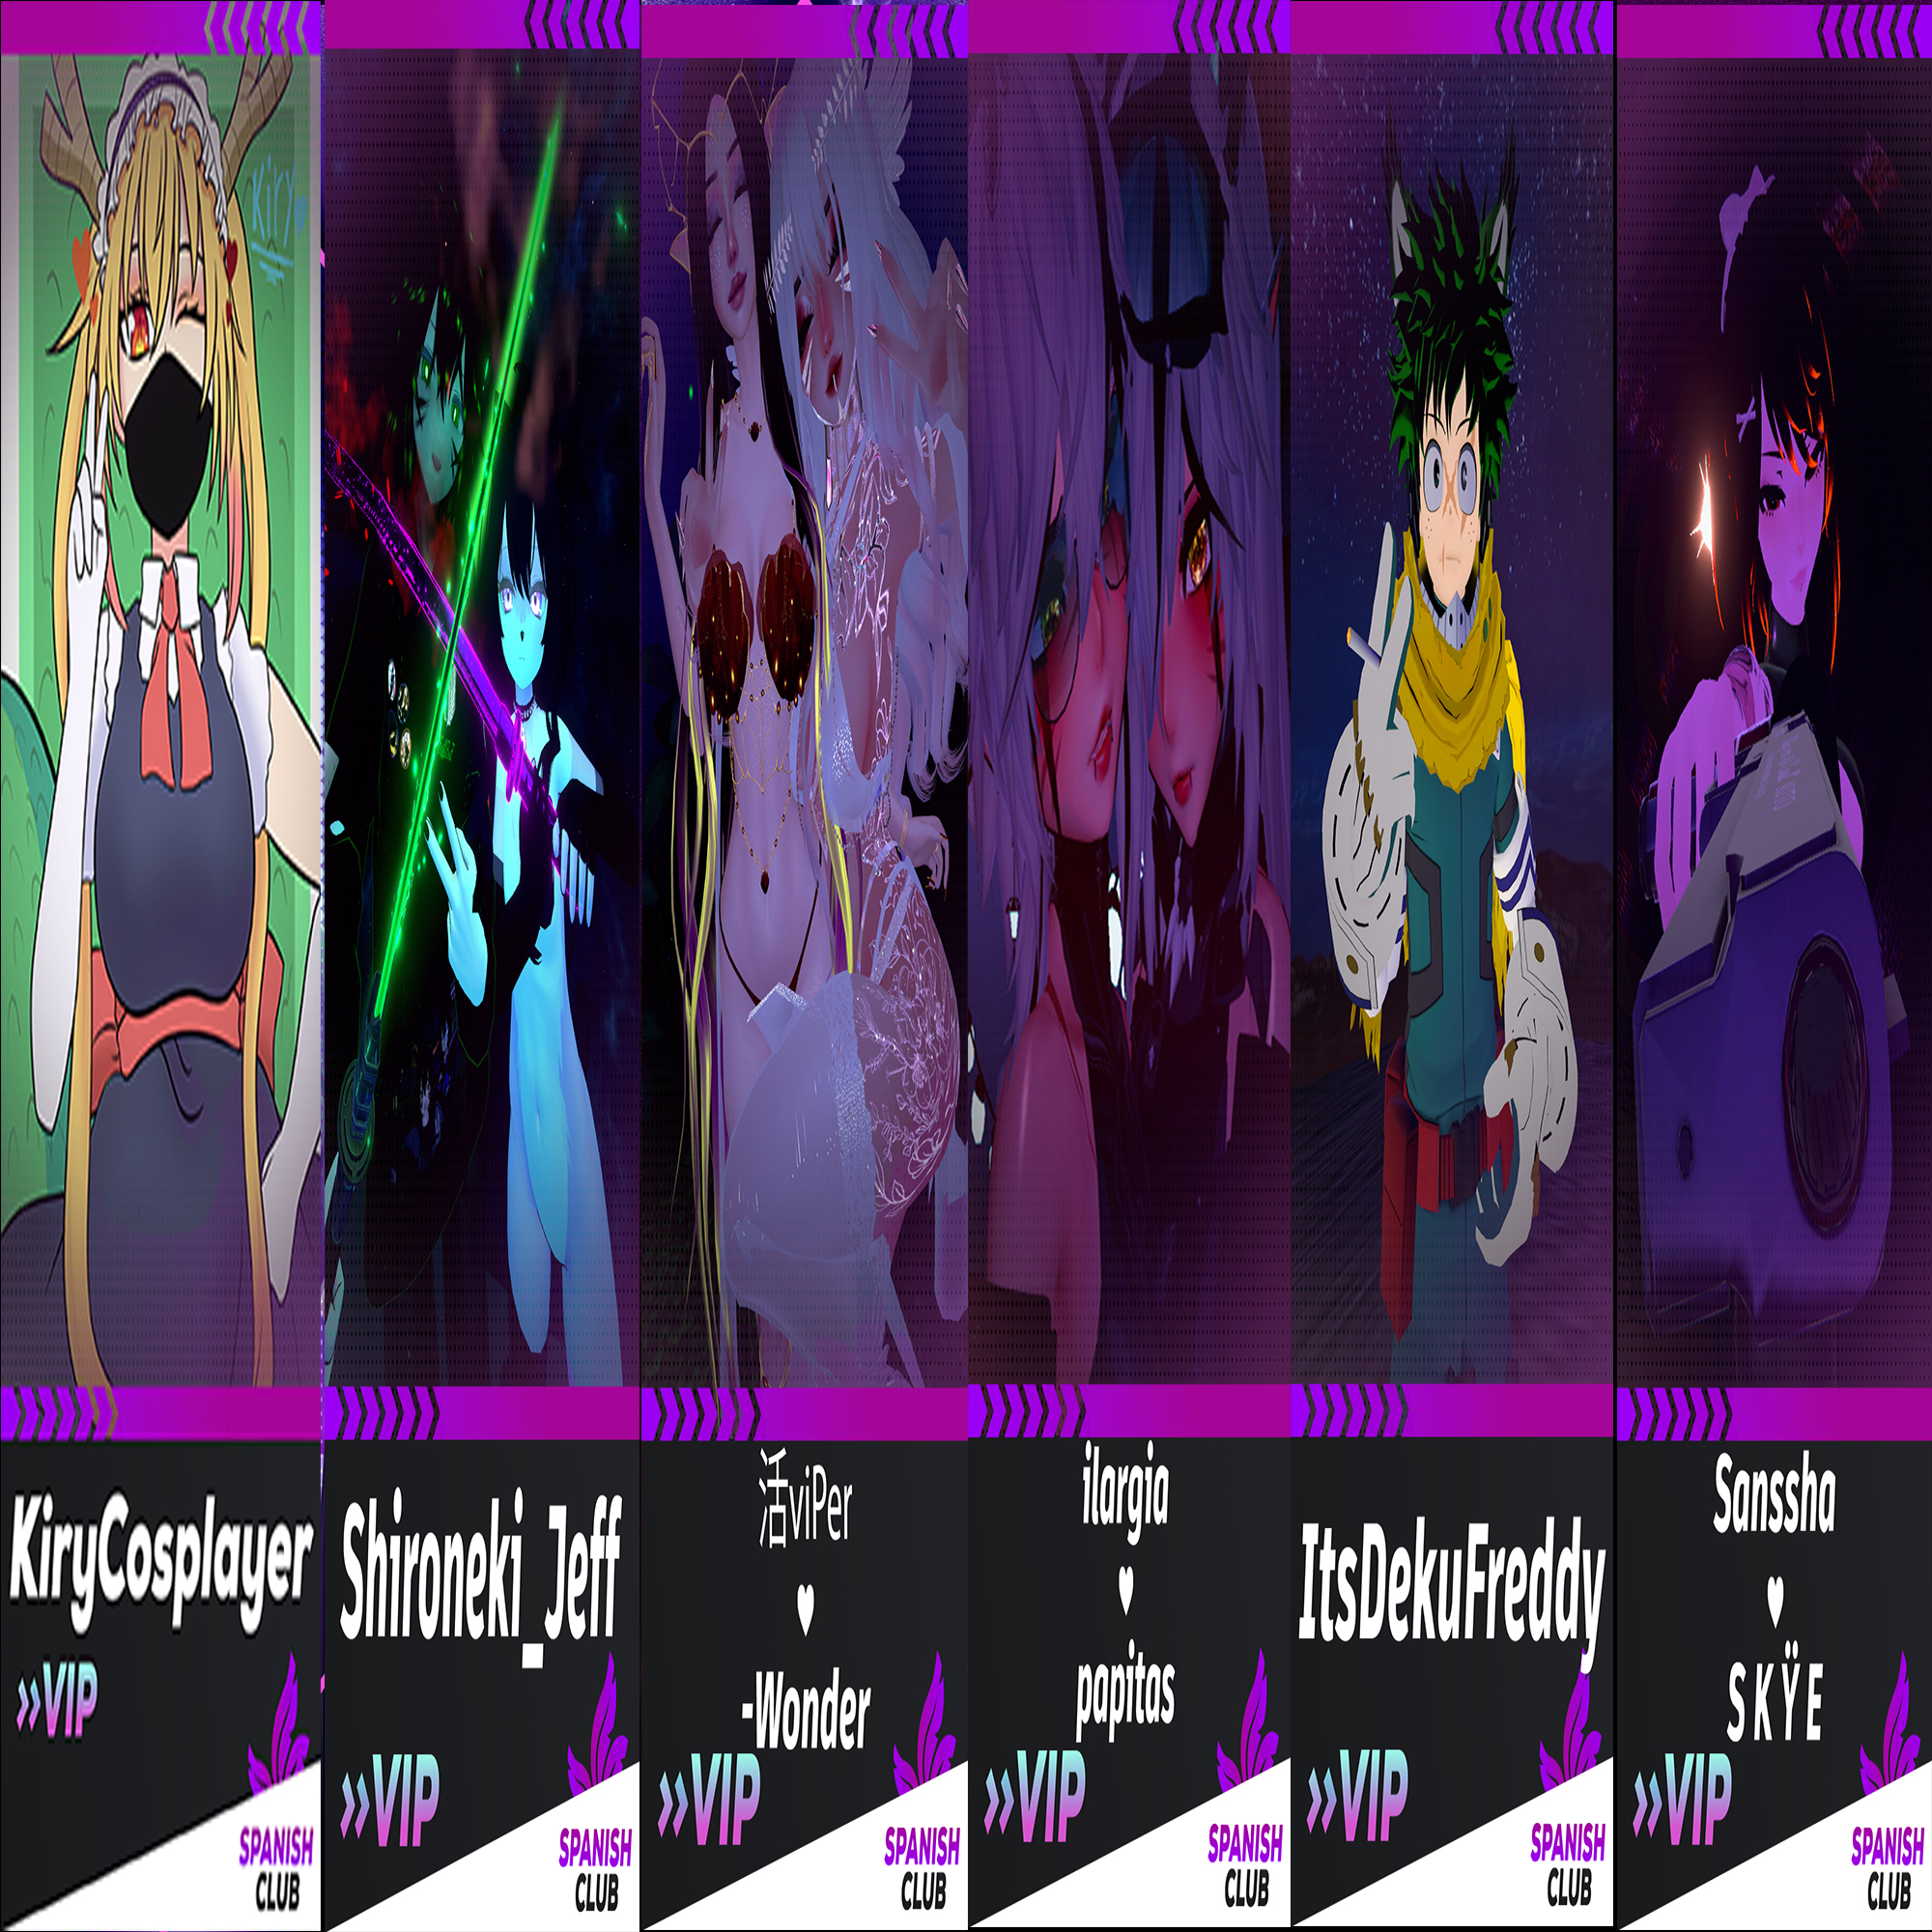 Kiry
KiryCosplayer
››VIP
SPANISH
CLUB
Shironeki_Jeff
››VIP
SPANISH
CLUB
活viPer
♥
-Wonder
››VIP
SPANISH
CLUB
ilargia
♥
papitas
››VIP
SPANISH
CLUB
ItsDekuFreddy
››VIP
SPANISH
CLUB
Sanssha
♥
SKŸE
››VIP
SPANISH
CLUB